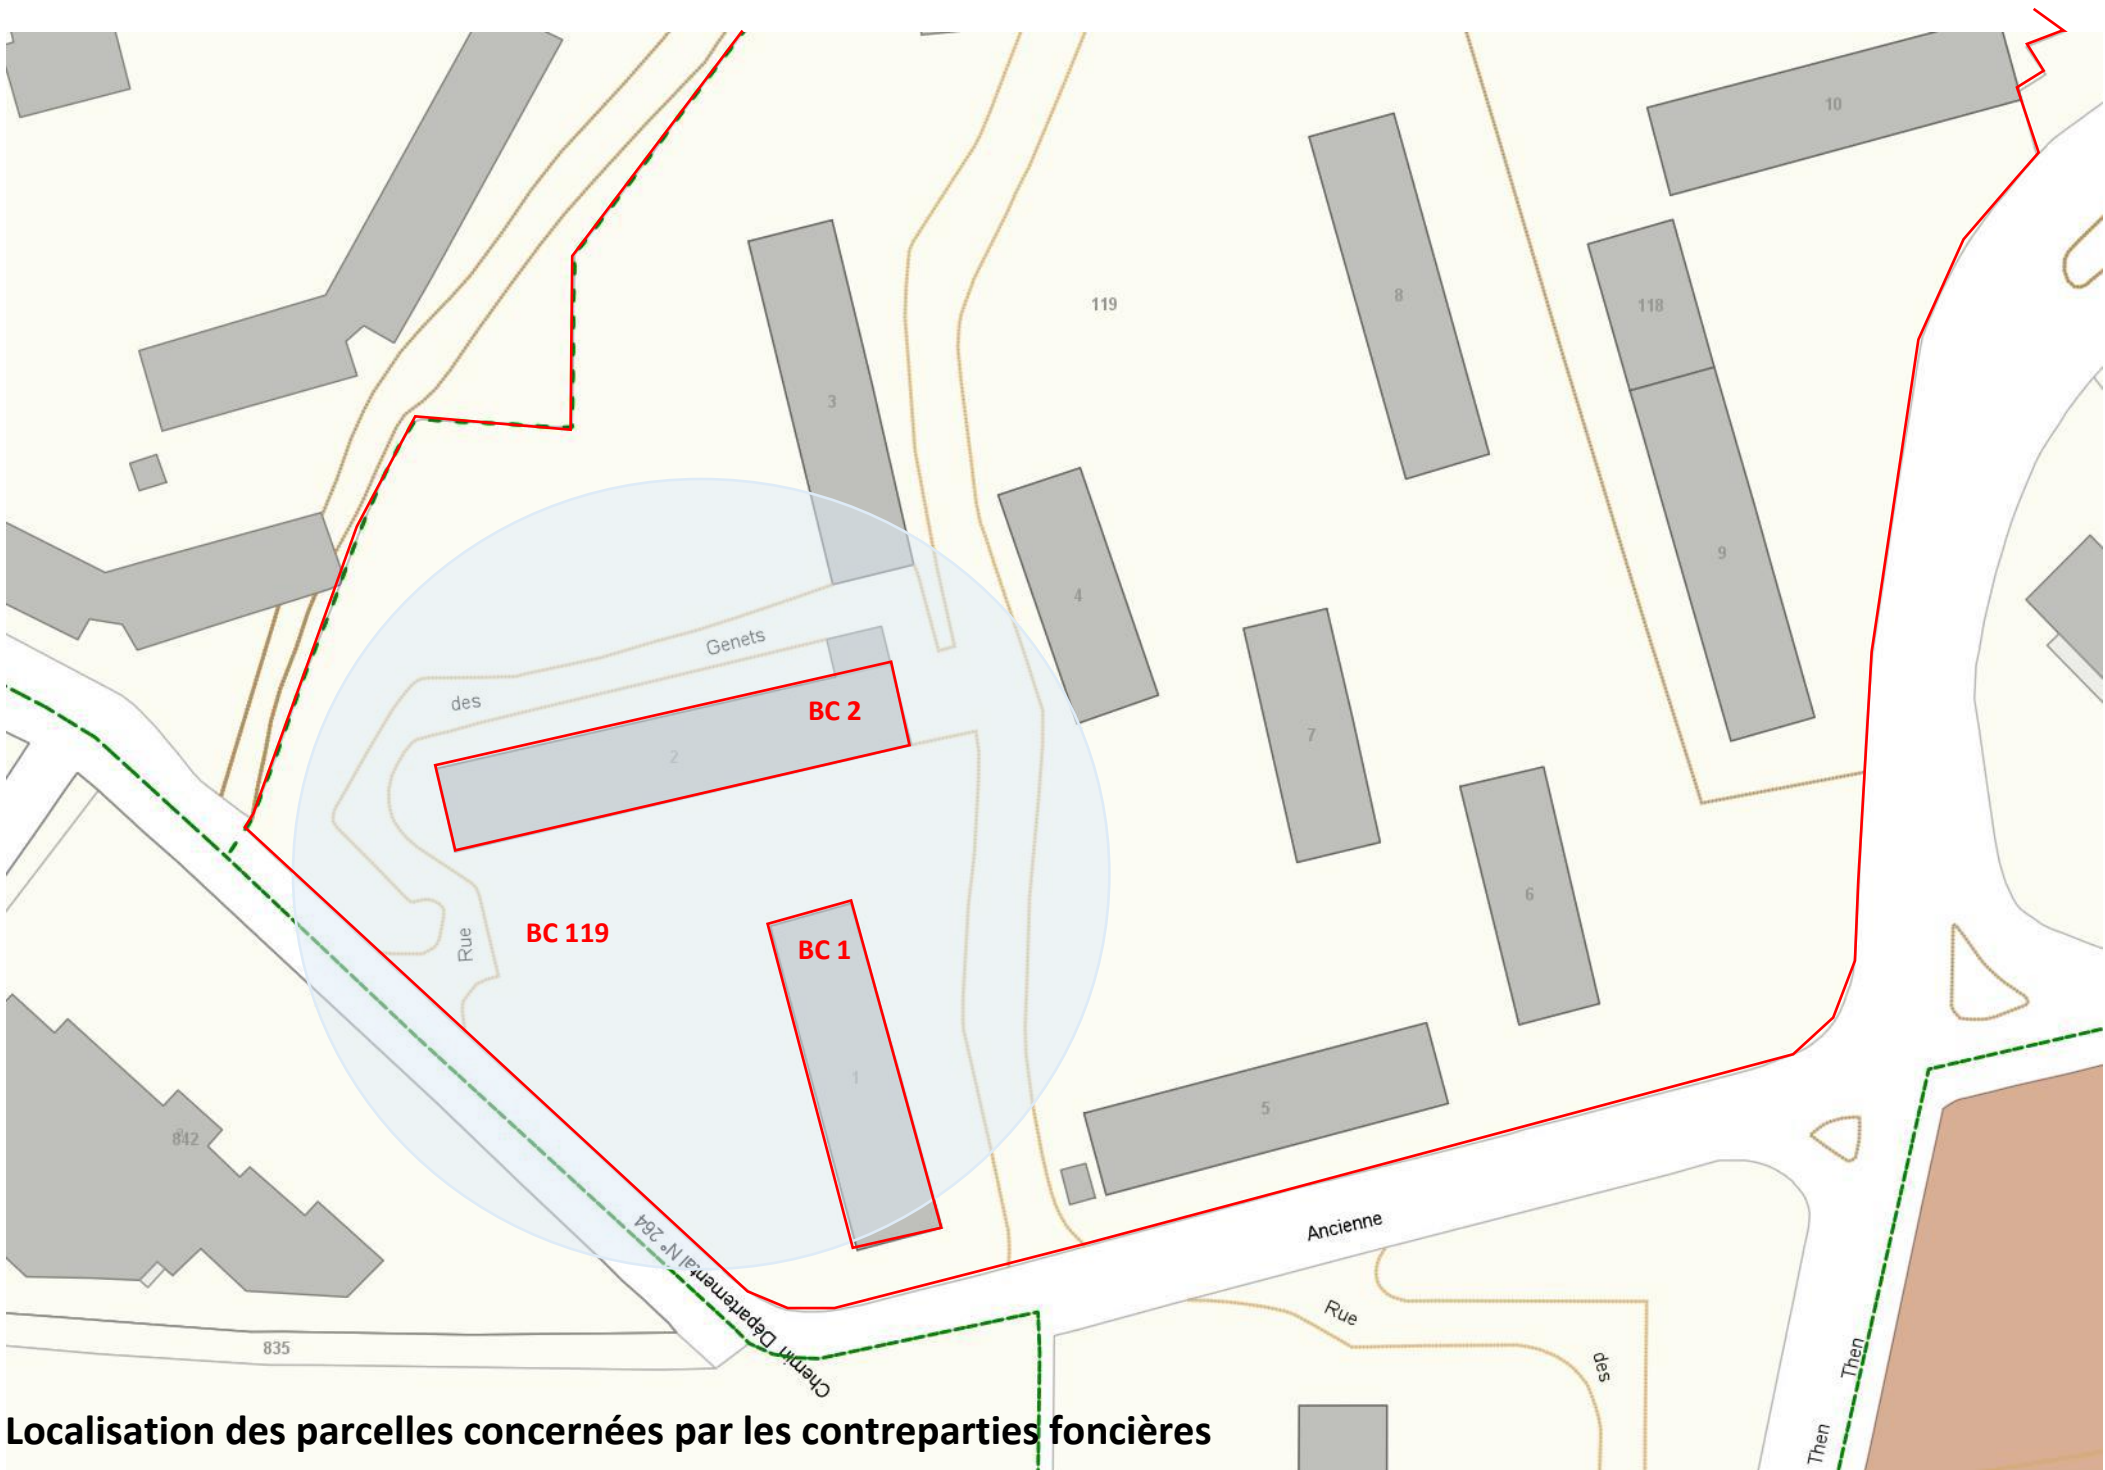 10
119
8
118
3
9
4
Genets
des
BC 2
2
7
6
BC 119
Rue
BC 1
1
5
842
Chemin Départemental N° 264
Ancienne
Rue
835
des
Then
Then
Localisation des parcelles concernées par les contreparties foncières